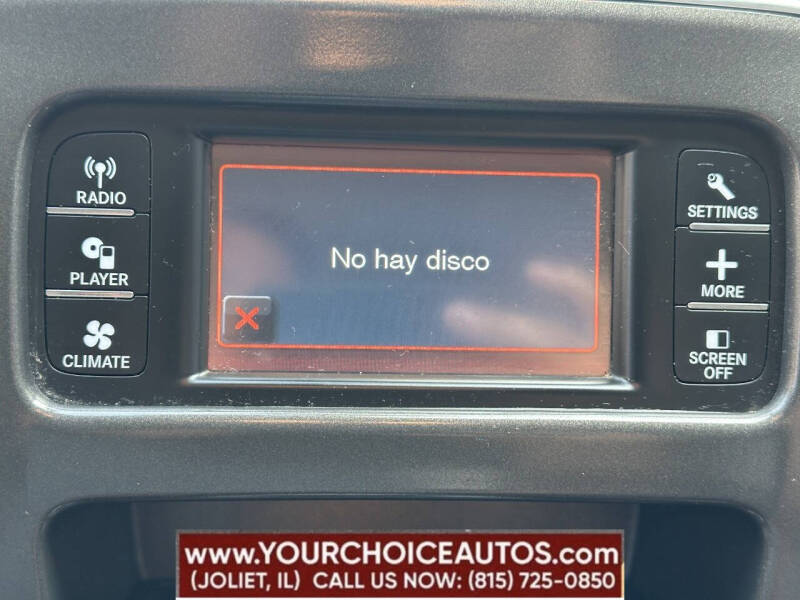 RADIO
PLAYER
CLIMATE
No hay disco
SETTINGS
MORE
SCREEN
OFF
www.YOURCHOICEAUTOS.com
(JOLIET, IL) CALL US NOW: (815) 725-0850